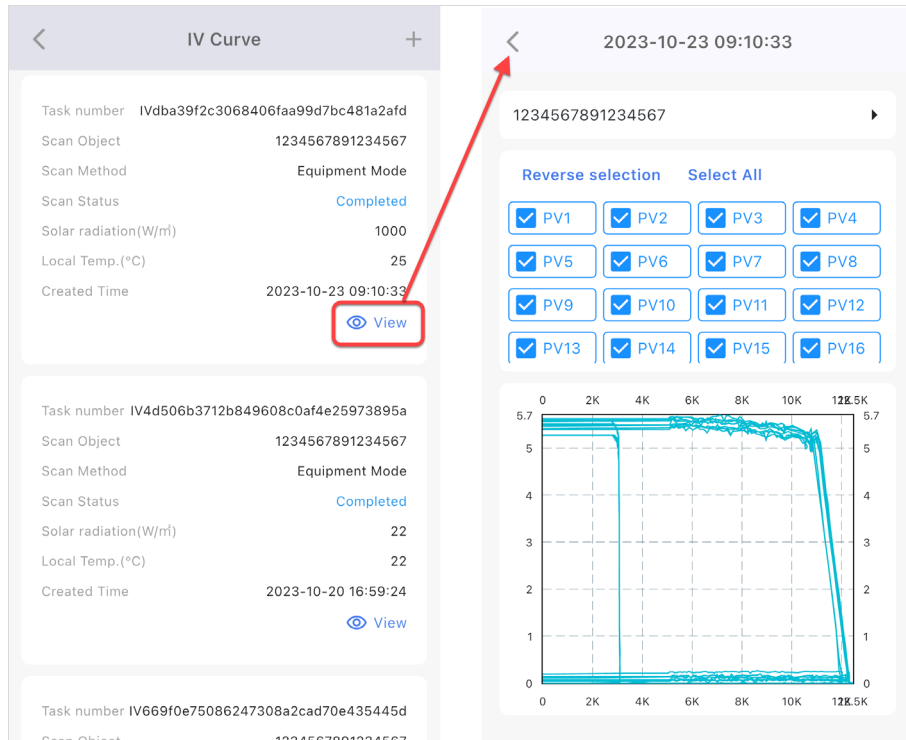 IV Curve
+
Task number IVdba39f2c3068406faa99d7bc481a2afd
Scan Object 1234567891234567
Scan Method Equipment Mode
Scan Status Completed
Solar radiation(W/㎡) 1000
Local Temp.(°C) 25
Created Time 2023-10-23 09:10:33
View
Task number IV4d506b3712b849608c0af4e25973895a
Scan Object 1234567891234567
Scan Method Equipment Mode
Scan Status Completed
Solar radiation(W/㎡) 22
Local Temp.(°C) 22
Created Time 2023-10-20 16:59:24
View
Task number IV669f0e75086247308a2cad70e435445d
Scan Object 1234567891234567
2023-10-23 09:10:33
1234567891234567
Reverse selection Select All
PV1 PV2 PV3 PV4
PV5 PV6 PV7 PV8
PV9 PV10 PV11 PV12
PV13 PV14 PV15 PV16
0 2K 4K 6K 8K 10K
5.7 5.7
5 5
4 4
3 3
2 2
1 1
0 0
0 2K 4K 6K 8K 10K